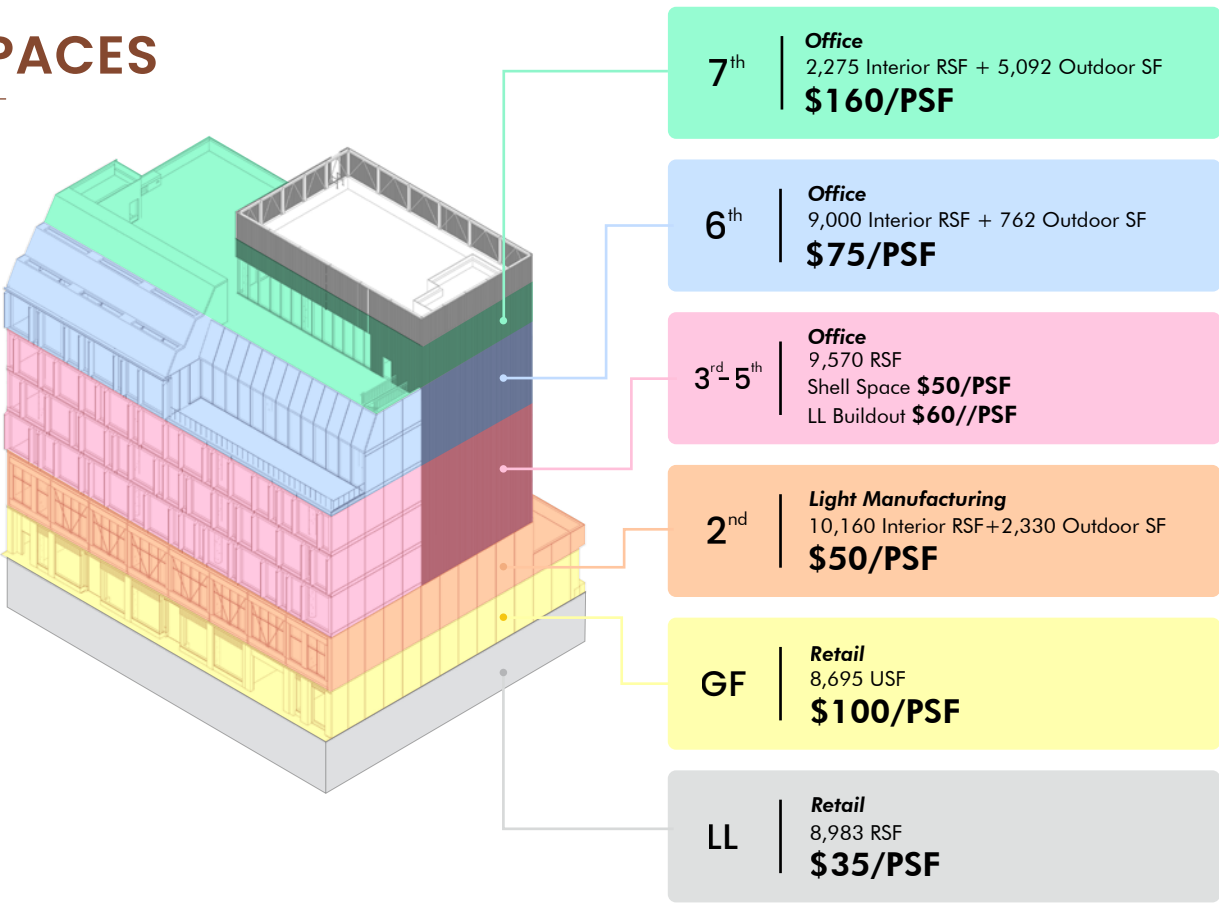 PACES
7th
Office
2,275 Interior RSF + 5,092 Outdoor SF
$160/PSF
6th
Office
9,000 Interior RSF + 762 Outdoor SF
$75/PSF
3rd-5th
Office
9,570 RSF
Shell Space $50/PSF
LL Buildout $60//PSF
2nd
Light Manufacturing
10,160 Interior RSF+2,330 Outdoor SF
$50/PSF
GF
Retail
8,695 USF
$100/PSF
LL
Retail
8,983 RSF
$35/PSF